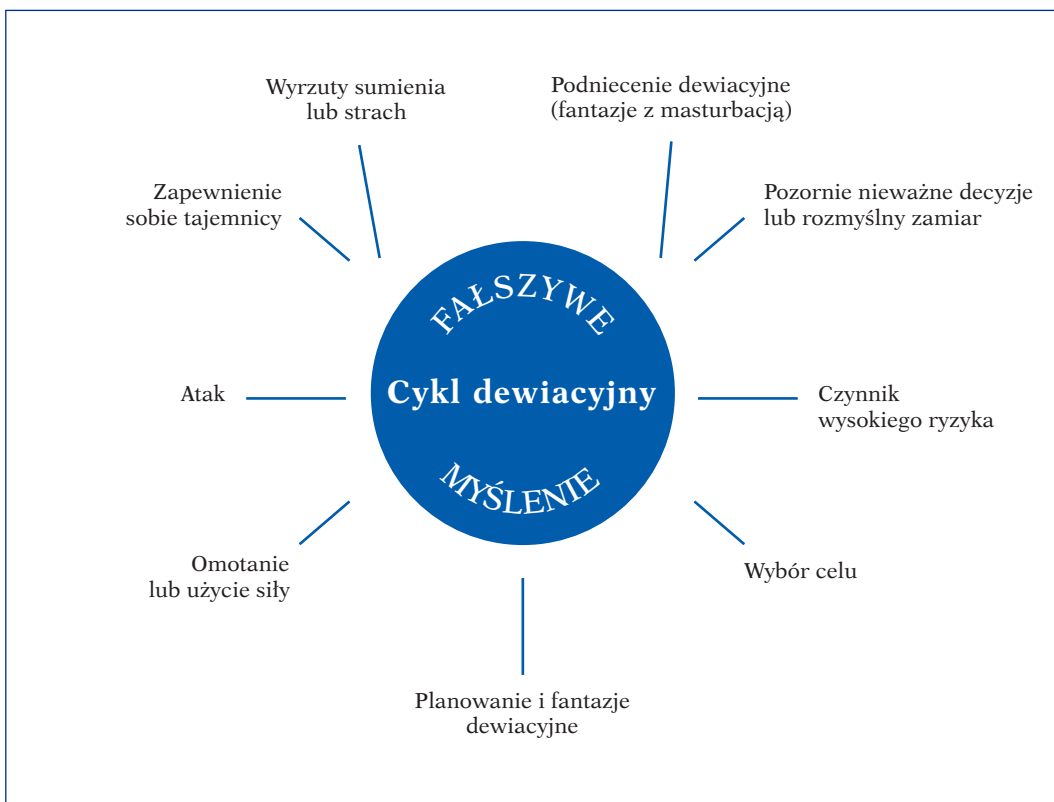 Wyrzuty sumienia
lub strach
Podniecenie dewiacyjne
(fantazje z masturbacją)
Zapewnienie
sobie tajemnicy
Pozornie nieważne decyzje
lub rozmyślny zamiar
FAŁSZYWE
Cykl dewiacyjny
MYŚLENIE
Atak
Czynnik
wysokiego ryzyka
Omotanie
lub użycie siły
Wybór celu
Planowanie i fantazje
dewiacyjne